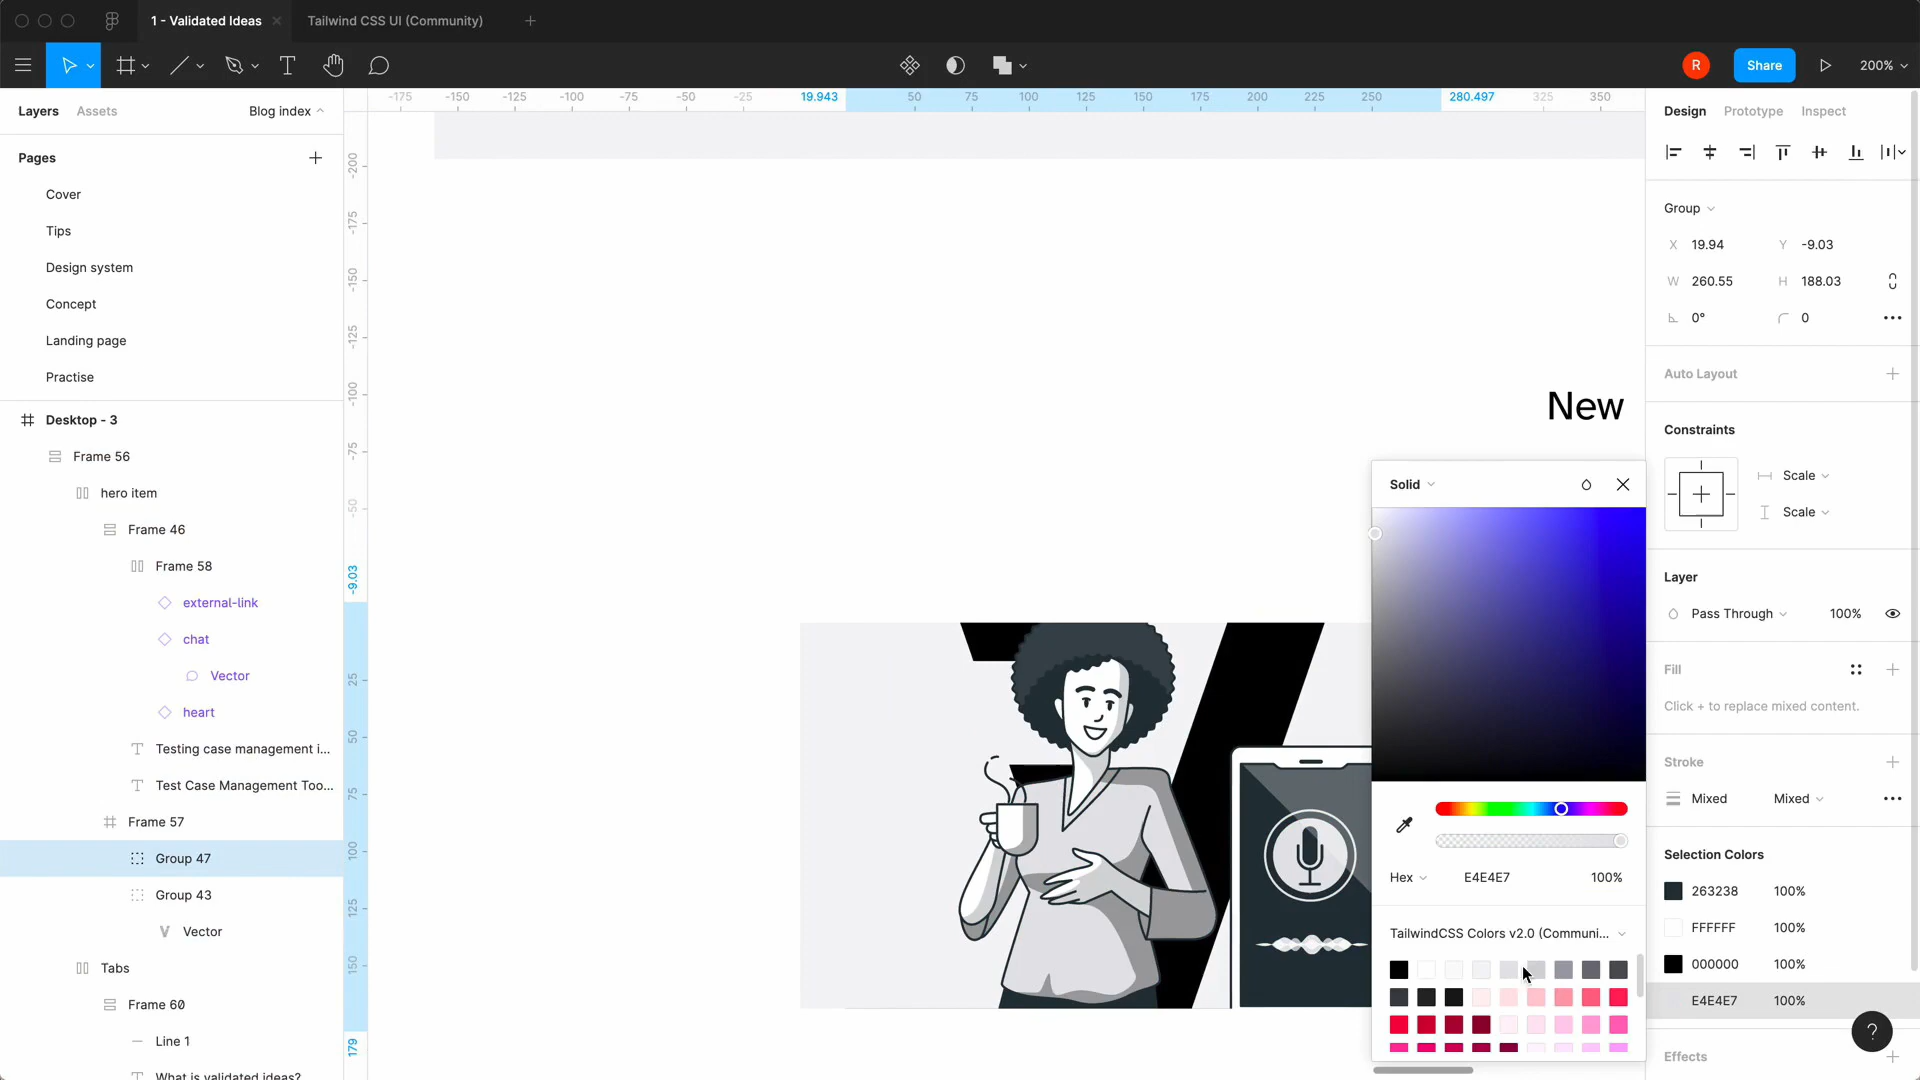 1 - Validated Ideas
Tailwind CSS UI (Community)
R
Share
200%
Layers
Assets
Blog index
-175 -150 -125 -100 -75 -50 -25 19.943 50 75 100 125 150 175 200 225 250 280.497 325 350
Design
Prototype
Inspect
Pages
Cover
Tips
Design system
Concept
Landing page
Practise
Desktop - 3
Frame 56
hero item
Frame 46
Frame 58
external-link
chat
Vector
heart
Testing case management i...
Test Case Management Too...
Frame 57
Group 47
Group 43
Vector
Tabs
Frame 60
Line 1
What is validated ideas?
-200
-175
-150
-125
-100
-75
-50
-9.03
25
50
75
100
125
150
179
New
Solid
Hex
E4E4E7
100%
TailwindCSS Colors v2.0 (Communi...
Group
X 19.94 Y -9.03
W 260.55 H 188.03
0° 0
Auto Layout
Constraints
Scale
Scale
Layer
Pass Through 100%
Fill
Click + to replace mixed content.
Stroke
Mixed Mixed
Selection Colors
263238 100%
FFFFFF 100%
000000 100%
E4E4E7 100%
?
Effects